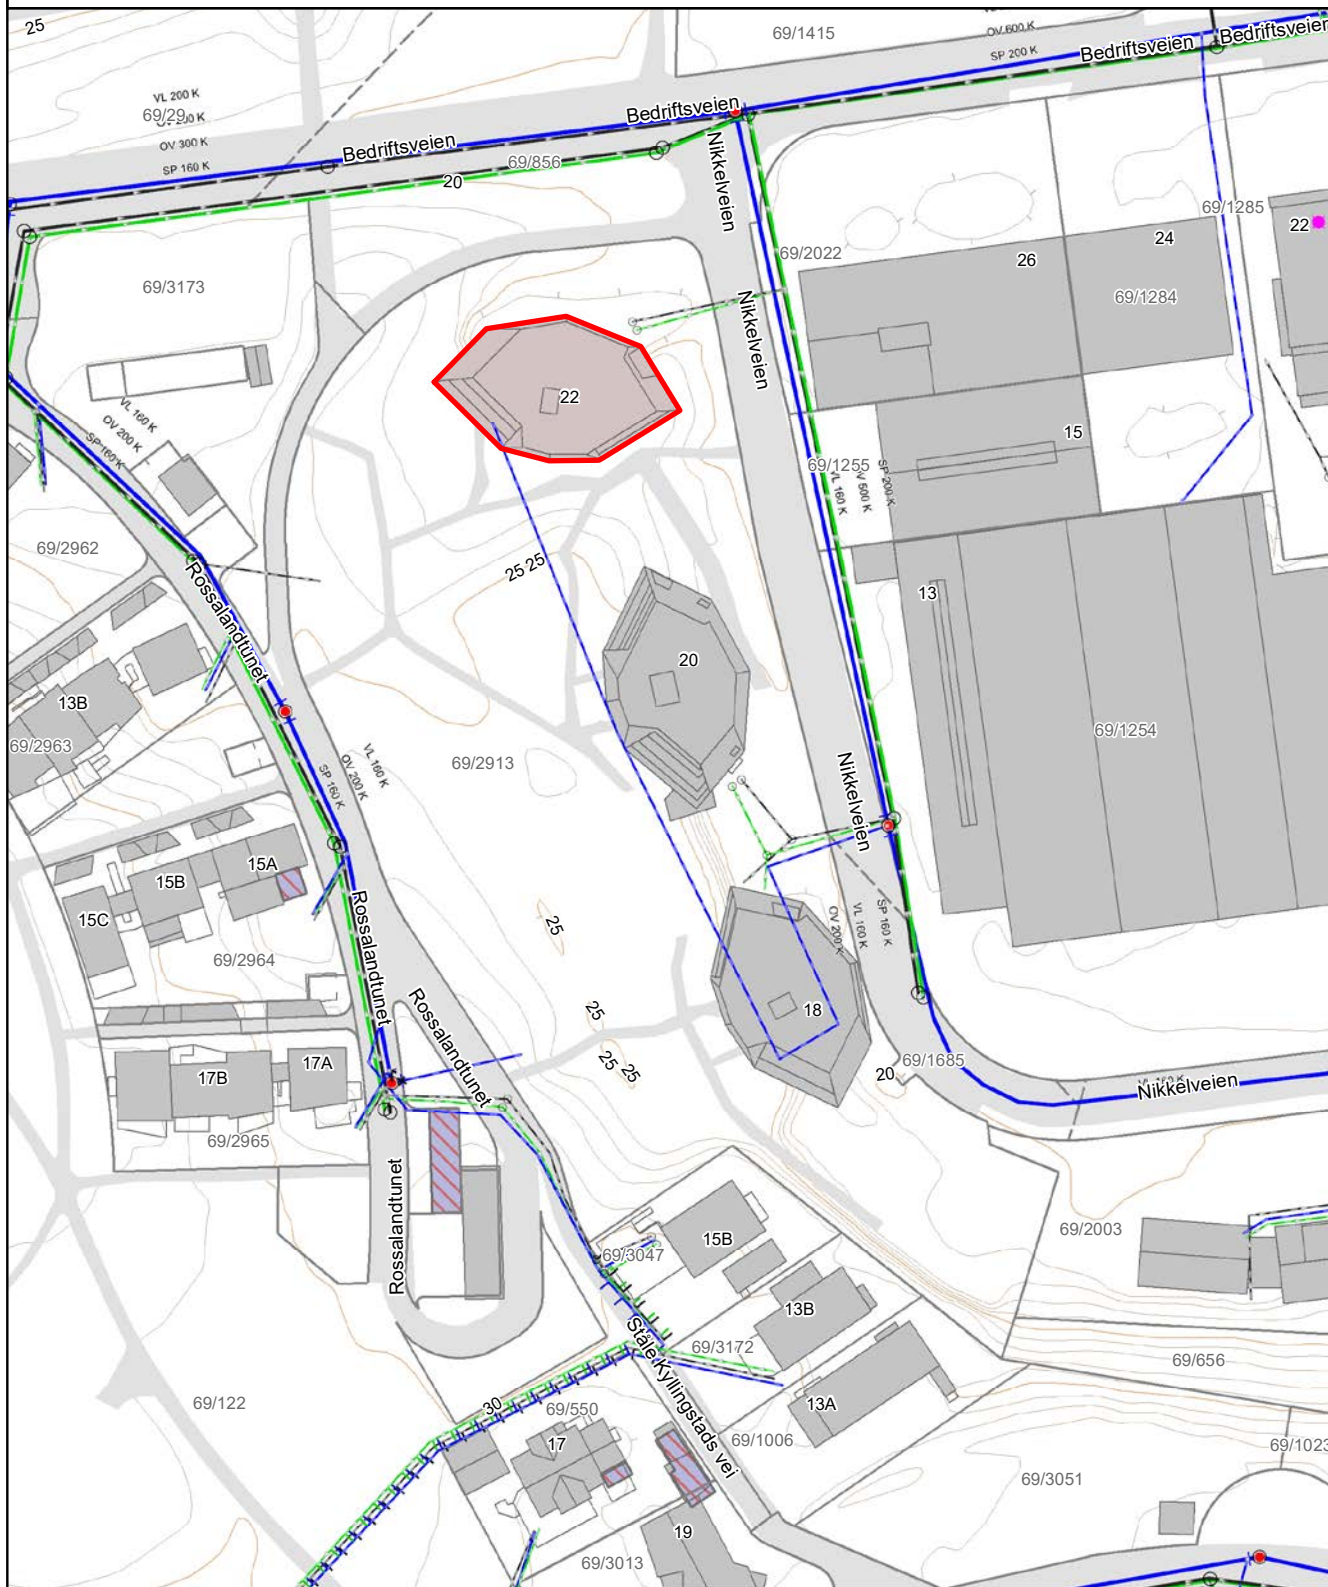 25
69/1415
OV 600 K
SP 200 K
Bedriftsveien
Bedriftsveien
VL 200 K
69/29
OV 300 K
SP 160 K
Bedriftsveien
Bedriftsveien
69/856
20
Nikkelveien
69/1285
22
24
26
69/2022
69/1284
69/3173
Nikkelveien
22
VL 160 K
OV 200 K
SP 160 K
15
69/1255
VL 160 K
OV 500 K
SP 200 K
69/2962
25
25
Rossalandtunet
13
20
13B
69/2963
69/2913
69/1254
VL 160 K
OV 200 K
SP 160 K
Nikkelveien
15A
15B
15C
Rossalandtunet
25
OV 200 K
VL 160 K
SP 160 K
69/2964
Rossalandtunet
18
25
25
25
20
69/1685
Nikkelveien
17A
17B
69/2965
Rossalandtunet
69/2003
15B
69/3047
13B
69/3172
Ståle Kyllingstads vei
69/656
69/122
30
69/550
13A
17
69/1006
69/1023
69/3051
19
69/3013